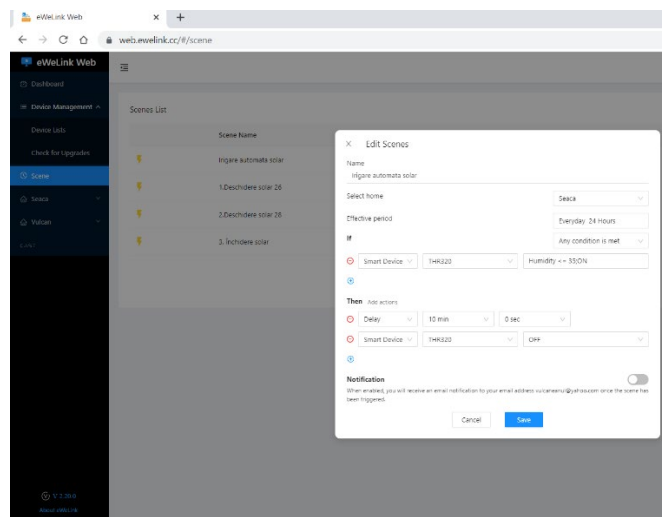 eWeLink Web
web.ewelink.cc/#/scene
eWeLink Web
Dashboard
Device Management
Scenes List
Device Lists
Scene Name
Check for Upgrades
Irigare automata solar
Scene
1.Deschidere solar 26
Seaca
2.Deschidere solar 26
Vulcan
3. Închidere solar
Edit Scenes
Name
Irigare automata solar
Select home
Seaca
Effective period
Everyday 24 Hours
If
Any condition is met
Smart Device THR320 Humidity <= 33;ON
Then Add actions
Delay 10 min 0 sec
Smart Device THR320 OFF
Notification
When enabled, you will receive an email notification to your email address once the scene has
been triggered.
Cancel Save
About eWeLink